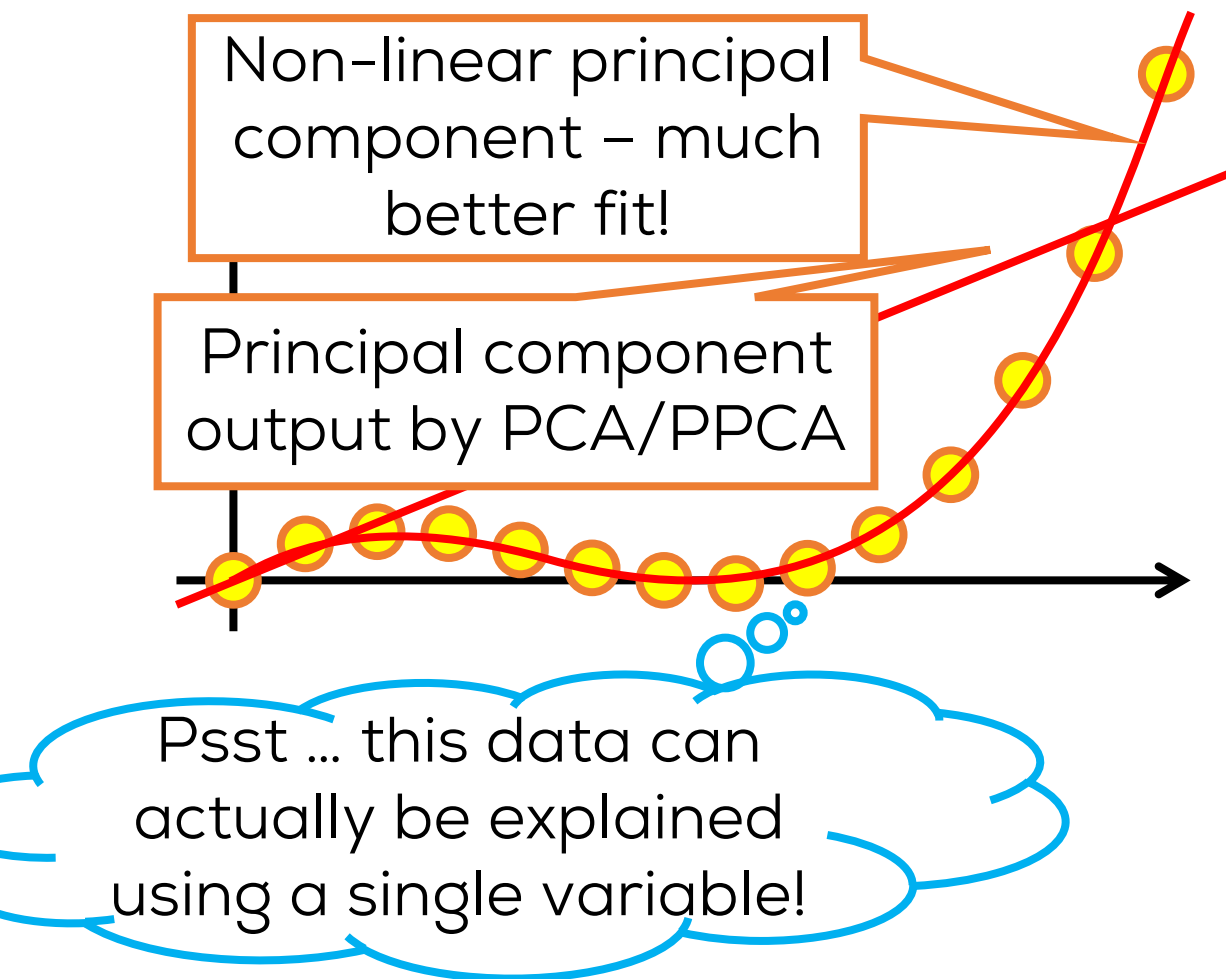 Non-linear principal
component – much
better fit!
Principal component
output by PCA/PPCA
Psst … this data can
actually be explained
using a single variable!